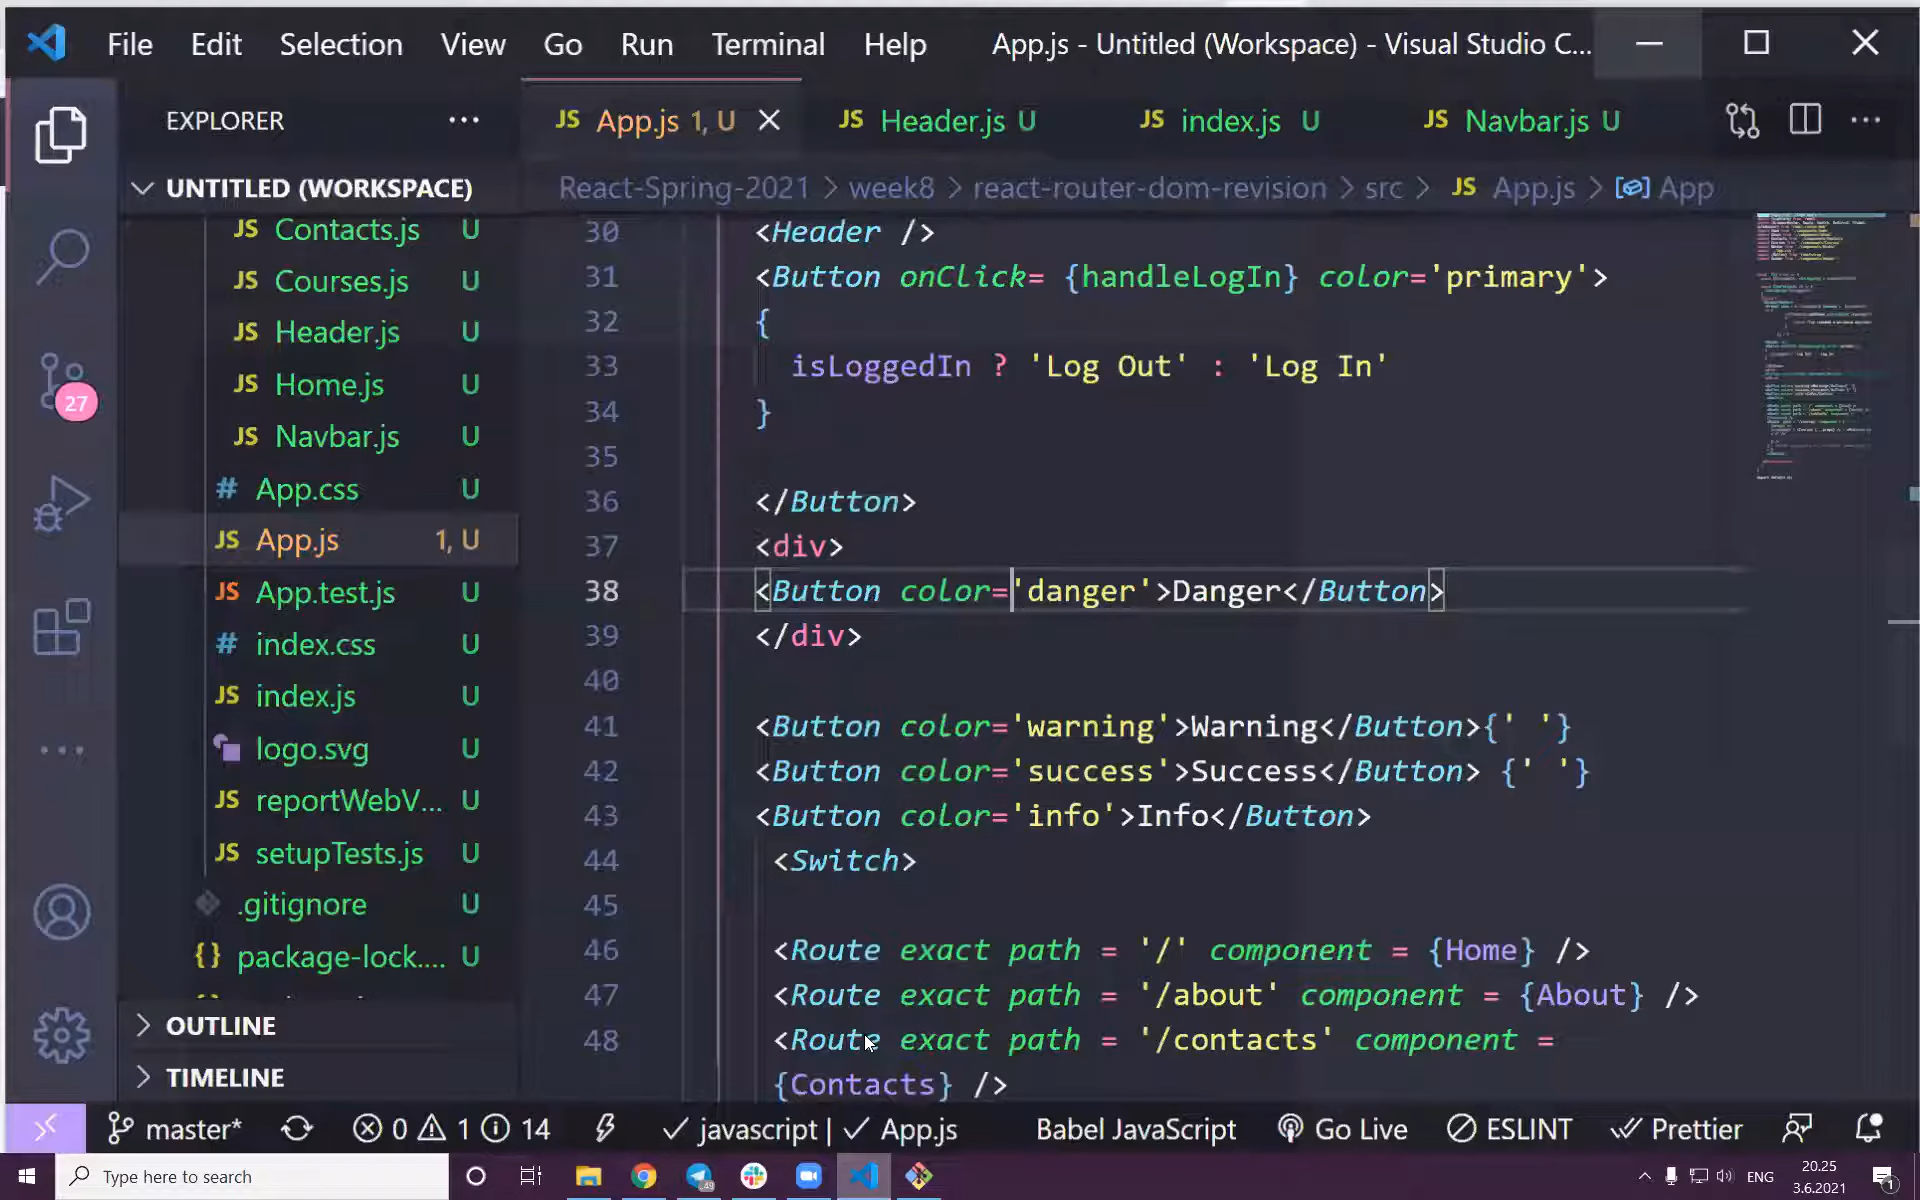 File Edit Selection View Go Run Terminal Help App.js - Untitled (Workspace) - Visual Studio C...
EXPLORER ···
JS App.js 1, U JS Header.js U JS index.js U JS Navbar.js U ···
UNTITLED (WORKSPACE)
React-Spring-2021 > week8 > react-router-dom-revision > src > JS App.js > App
JS Contacts.js U
JS Courses.js U
JS Header.js U
JS Home.js U
JS Navbar.js U
# App.css U
JS App.js 1, U
JS App.test.js U
# index.css U
JS index.js U
logo.svg U
JS reportWebV... U
JS setupTests.js U
.gitignore U
{} package-lock.... U
OUTLINE
TIMELINE
27
30 <Header />
31 <Button onClick= {handleLogIn} color='primary'>
32 {
33 isLoggedIn ? 'Log Out' : 'Log In'
34 }
35
36 </Button>
37 <div>
38 <Button color='danger'>Danger</Button>
39 </div>
40
41 <Button color='warning'>Warning</Button>{' '}
42 <Button color='success'>Success</Button> {' '}
43 <Button color='info'>Info</Button>
44 <Switch>
45
46 <Route exact path = '/' component = {Home} />
47 <Route exact path = '/about' component = {About} />
48 <Route exact path = '/contacts' component =
{Contacts} />
master* 0 1 14 javascript | App.js Babel JavaScript Go Live ESLINT Prettier
Type here to search
49
ENG
20.25
3.6.2021
1